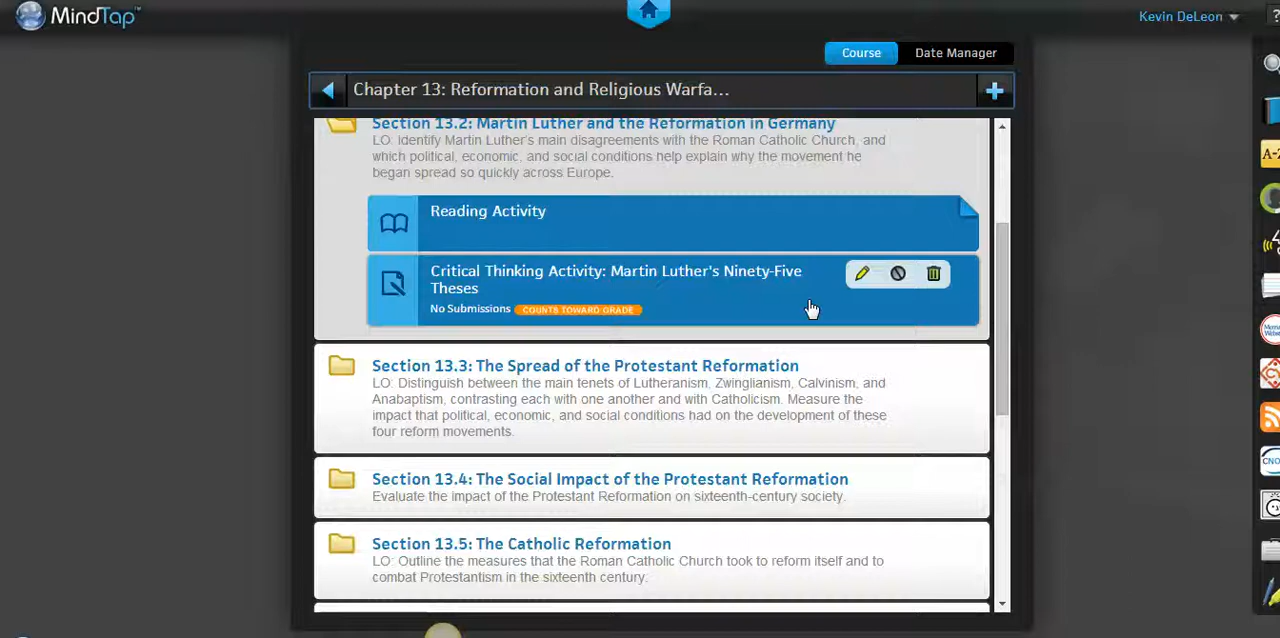 MindTap™
Kevin DeLeon
Course
Date Manager
Chapter 13: Reformation and Religious Warfa...
Section 13.2: Martin Luther and the Reformation in Germany
LO: Identify Martin Luther's main disagreements with the Roman Catholic Church, and
which political, economic, and social conditions help explain why the movement he
began spread so quickly across Europe.
Reading Activity
Critical Thinking Activity: Martin Luther's Ninety-Five
Theses
No Submissions COUNTS TOWARD GRADE
Section 13.3: The Spread of the Protestant Reformation
LO: Distinguish between the main tenets of Lutheranism, Zwinglianism, Calvinism, and
Anabaptism, contrasting each with one another and with Catholicism. Measure the
impact that political, economic, and social conditions had on the development of these
four reform movements.
Section 13.4: The Social Impact of the Protestant Reformation
Evaluate the impact of the Protestant Reformation on sixteenth-century society.
Section 13.5: The Catholic Reformation
LO: Outline the measures that the Roman Catholic Church took to reform itself and to
combat Protestantism in the sixteenth century.
?
A-Z
CNO